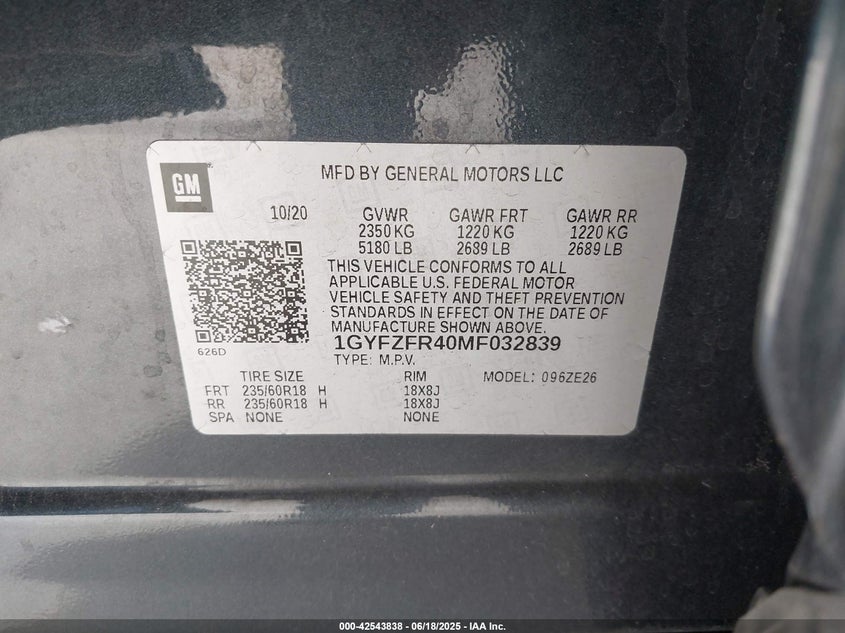 GM
MFD BY GENERAL MOTORS LLC
10/20 GVWR GAWR FRT GAWR RR
2350 KG 1220 KG 1220 KG
5180 LB 2689 LB 2689 LB
THIS VEHICLE CONFORMS TO ALL
APPLICABLE U.S. FEDERAL MOTOR
VEHICLE SAFETY AND THEFT PREVENTION
STANDARDS IN EFFECT ON THE DATE OF
MANUFACTURE SHOWN ABOVE.
626D 1GYFZFR40MF032839
TYPE: M.P.V.
TIRE SIZE RIM MODEL: 096ZE26
FRT 235/60R18 H 18X8J
RR 235/60R18 H 18X8J
SPA NONE NONE
000-42543838 - 06/18/2025 - IAA Inc.